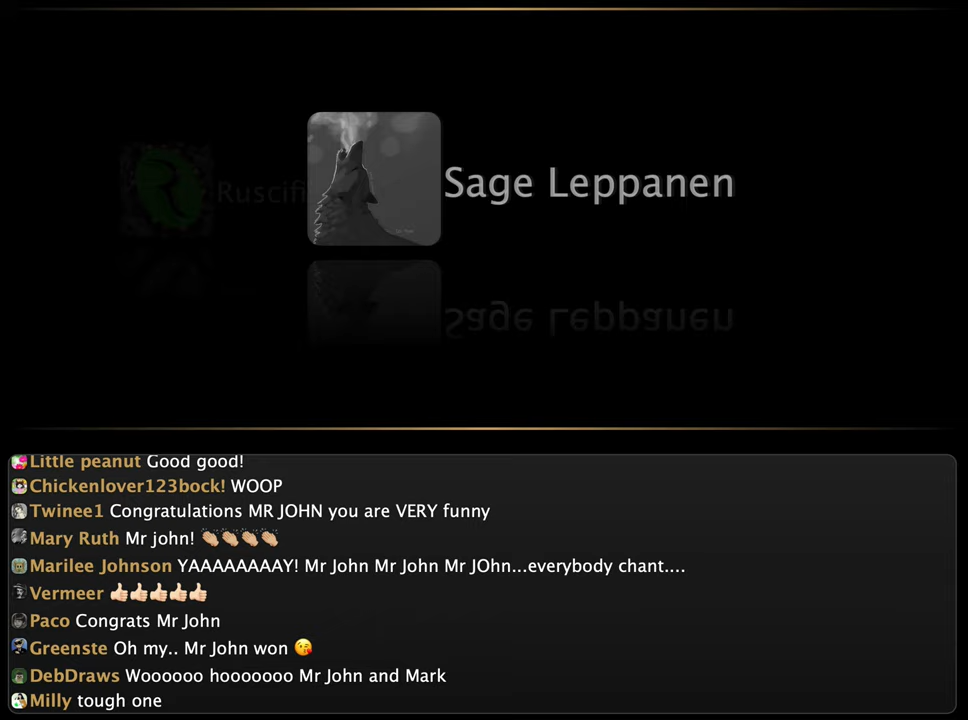 Ruscifi
Sage Leppanen
Little peanut Good good!
Chickenlover123bock! WOOP
Twinee1 Congratulations MR JOHN you are VERY funny
Mary Ruth Mr john! 👏🏼👏🏼👏🏼👏🏼
Marilee Johnson YAAAAAAAAY! Mr John Mr John Mr JOhn...everybody chant....
Vermeer 👍🏻👍🏻👍🏻👍🏻👍🏻
Paco Congrats Mr John
Greenste Oh my.. Mr John won 😘
DebDraws Woooooo hooooooo Mr John and Mark
Milly tough one